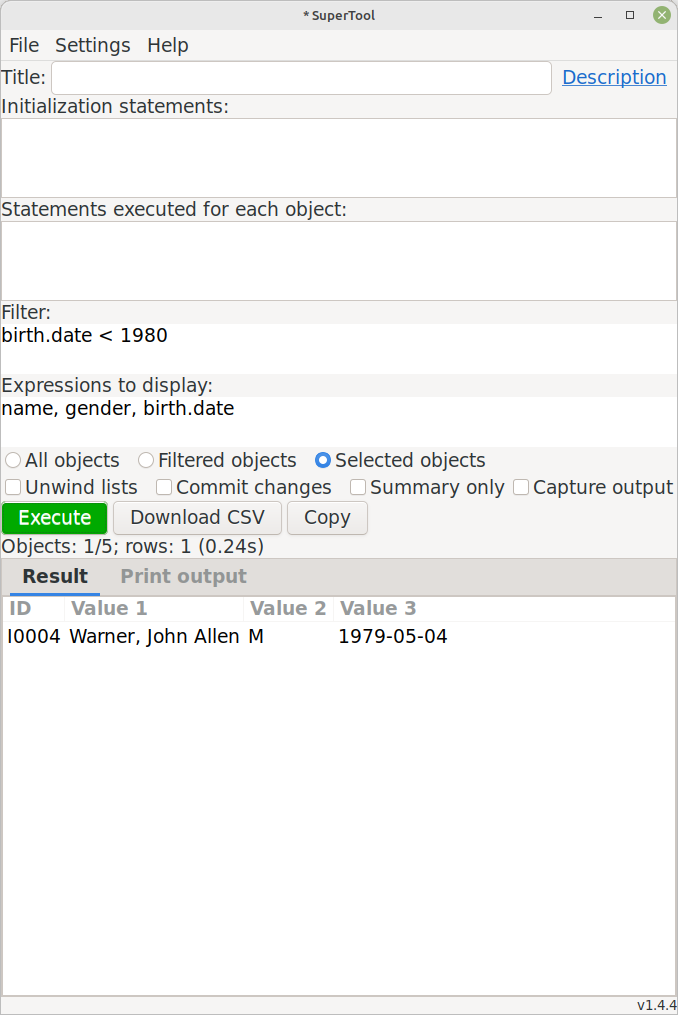 * SuperTool
File Settings Help
Title: Description
Initialization statements:
Statements executed for each object:
Filter:
birth.date < 1980
Expressions to display:
name, gender, birth.date
All objects Filtered objects Selected objects
Unwind lists Commit changes Summary only Capture output
Execute Download CSV Copy
Objects: 1/5; rows: 1 (0.24s)
Result Print output
ID Value 1 Value 2 Value 3
I0004 Warner, John Allen M 1979-05-04
v1.4.4